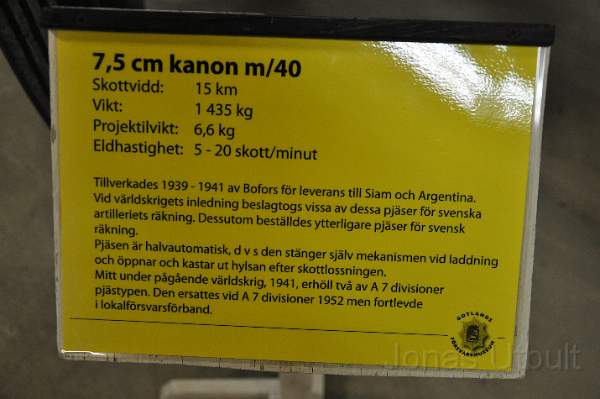 7,5 cm kanon m/40
Skottvidd: 15 km
Vikt: 1 435 kg
Projektilvikt: 6,6 kg
Eldhastighet: 5 - 20 skott/minut
Tillverkades 1939 - 1941 av Bofors för leverans till Siam och Argentina.
Vid världskrigets inledning beslagtogs vissa av dessa pjäser för svenska
artilleriets räkning. Dessutom beställdes ytterligare pjäser för svensk
räkning.
Pjäsen är halvautomatisk, d v s den stänger själv mekanismen vid laddning
och öppnar och kastar ut hylsan efter skottlossningen.
Mitt under pågående världskrig, 1941, erhöll två av A 7 divisioner
pjästypen. Den ersattes vid A 7 divisioner 1952 men fortlevde
i lokalförsvarsförband.
GOTLANDS
FÖRSVARSMUSEUM
Jonas Utbult